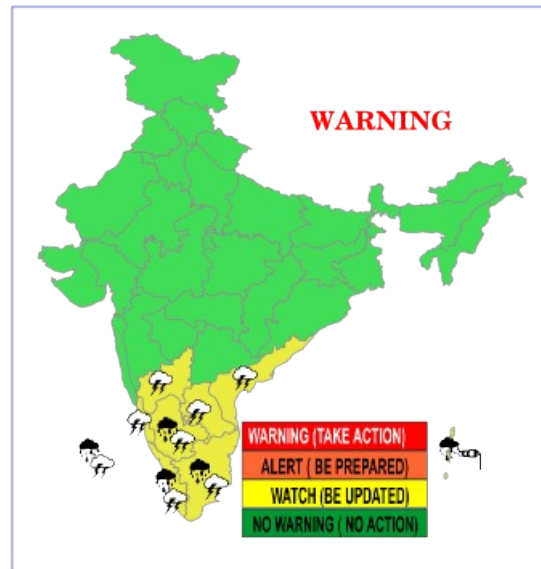 WARNING
WARNING (TAKE ACTION)
ALERT ( BE PREPARED)
WATCH (BE UPDATED)
NO WARNING ( NO ACTION)